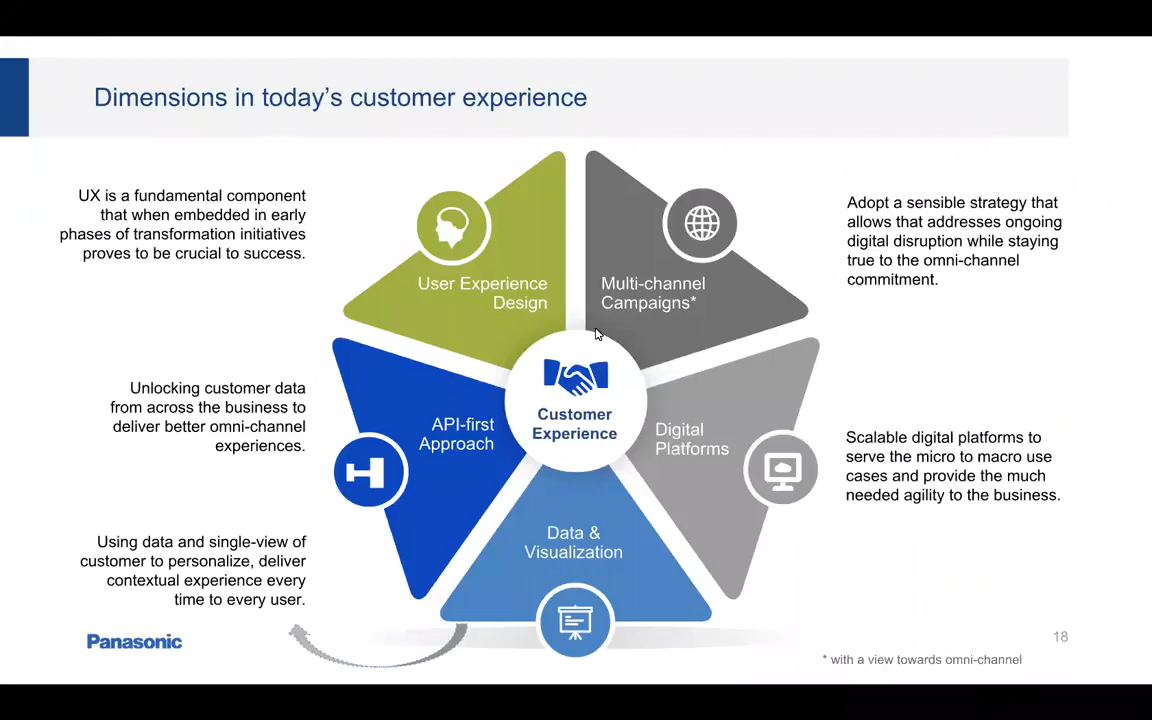 Dimensions in today's customer experience
UX is a fundamental component
that when embedded in early
phases of transformation initiatives
proves to be crucial to success.
User Experience
Design
Multi-channel
Campaigns*
Adopt a sensible strategy that
allows that addresses ongoing
digital disruption while staying
true to the omni-channel
commitment.
Unlocking customer data
from across the business to
deliver better omni-channel
experiences.
API-first
Approach
Customer
Experience
Digital
Platforms
Scalable digital platforms to
serve the micro to macro use
cases and provide the much
needed agility to the business.
Using data and single-view of
customer to personalize, deliver
contextual experience every
time to every user.
Data &
Visualization
Panasonic
18
* with a view towards omni-channel